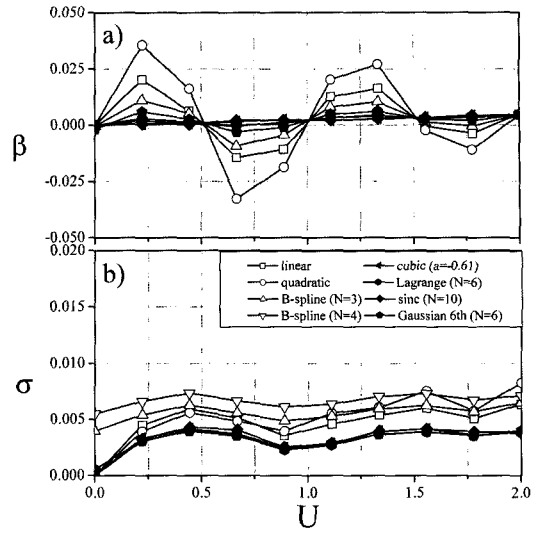 0.050
a)
0.025
0.000
β
-0.025
-0.050
0.020
b)
linear
cubic (a=-0.61)
quadratic
Lagrange (N=6)
0.015
B-spline (N=3)
sinc (N=10)
B-spline (N=4)
Gaussian 6th (N=6)
0.010
σ
0.005
0.000
0.0 0.5 1.0 1.5 2.0
U